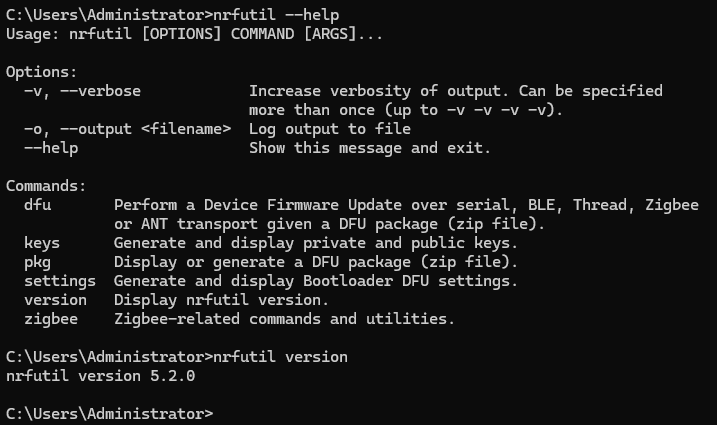 C:\Users\Administrator>nrfutil --help
Usage: nrfutil [OPTIONS] COMMAND [ARGS]...

Options:
  -v, --verbose            Increase verbosity of output. Can be specified
                           more than once (up to -v -v -v -v).
  -o, --output <filename>  Log output to file
  --help                   Show this message and exit.

Commands:
  dfu       Perform a Device Firmware Update over serial, BLE, Thread, Zigbee
            or ANT transport given a DFU package (zip file).
  keys      Generate and display private and public keys.
  pkg       Display or generate a DFU package (zip file).
  settings  Generate and display Bootloader DFU settings.
  version   Display nrfutil version.
  zigbee    Zigbee-related commands and utilities.

C:\Users\Administrator>nrfutil version
nrfutil version 5.2.0

C:\Users\Administrator>